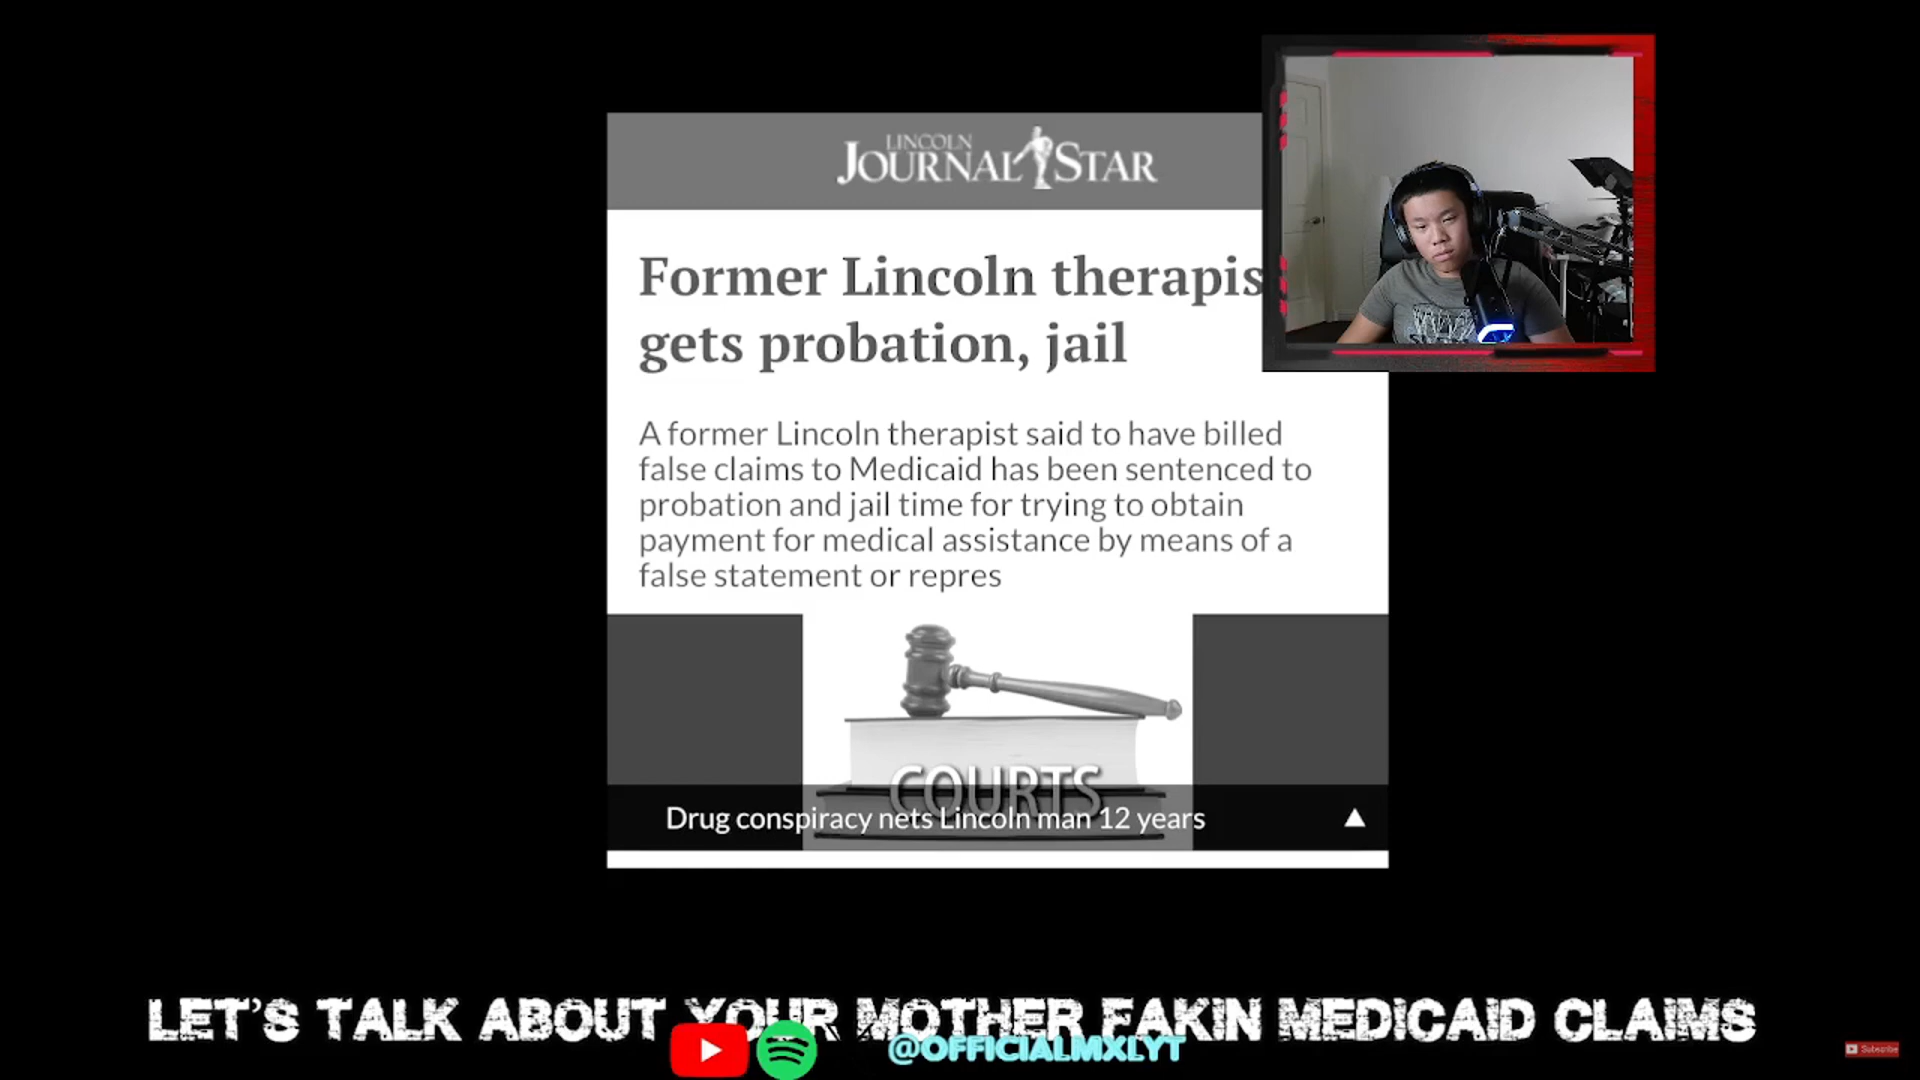 LINCOLN
JOURNAL STAR
Former Lincoln therapis
gets probation, jail
A former Lincoln therapist said to have billed
false claims to Medicaid has been sentenced to
probation and jail time for trying to obtain
payment for medical assistance by means of a
false statement or repres
COURTS
Drug conspiracy nets Lincoln man 12 years
LET'S TALK ABOUT YOUR MOTHER FAKIN MEDICAID CLAIMS
@OFFICIALMXLYT
Subscribe